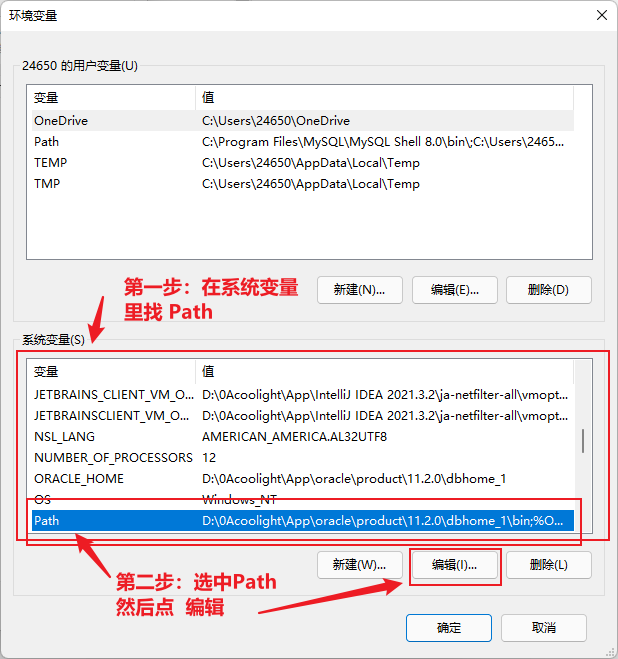 环境变量
24650 的用户变量(U)
变量 值
OneDrive C:\Users\24650\OneDrive
Path C:\Program Files\MySQL\MySQL Shell 8.0\bin\;C:\Users\2465...
TEMP C:\Users\24650\AppData\Local\Temp
TMP C:\Users\24650\AppData\Local\Temp
第一步：在系统变量
里找 Path
新建(N)... 编辑(E)... 删除(D)
系统变量(S)
变量 值
JETBRAINS_CLIENT_VM_O... D:\0Acoolight\App\IntelliJ IDEA 2021.3.2\ja-netfilter-all\vmopt...
JETBRAINSCLIENT_VM_O... D:\0Acoolight\App\IntelliJ IDEA 2021.3.2\ja-netfilter-all\vmopt...
NSL_LANG AMERICAN_AMERICA.AL32UTF8
NUMBER_OF_PROCESSORS 12
ORACLE_HOME D:\0Acoolight\App\oracle\product\11.2.0\dbhome_1
OS Windows_NT
Path D:\0Acoolight\App\oracle\product\11.2.0\dbhome_1\bin;%O...
新建(W)... 编辑(I)... 删除(L)
第二步：选中Path
然后点 编辑
确定 取消